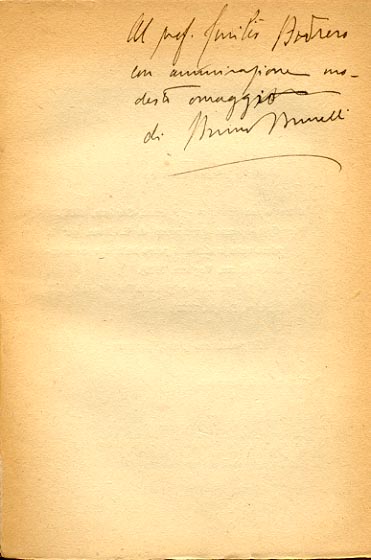 Al prof. Emilio Bodrero
con ammirazione mo-
desto omaggio
di Bruno Brunelli